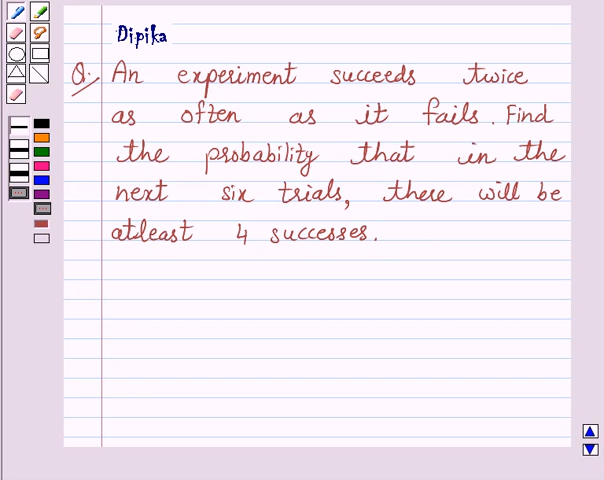 Dipika
Q. An experiment succeeds twice
as often as it fails. Find
the probability that in the
next six trials, there will be
atleast 4 successes.